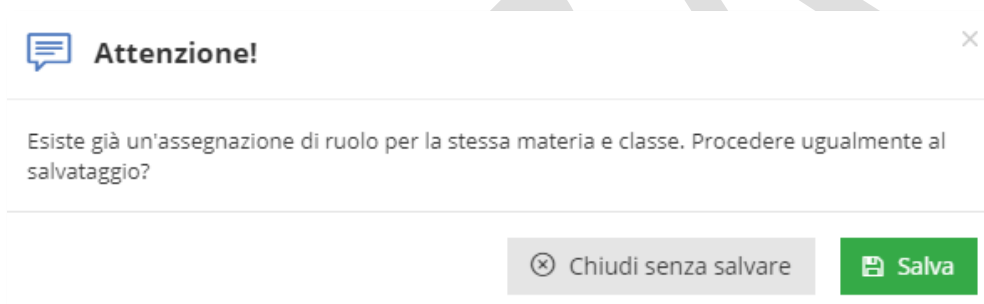 Attenzione!
Esiste già un'assegnazione di ruolo per la stessa materia e classe. Procedere ugualmente al
salvataggio?
Chiudi senza salvare
Salva